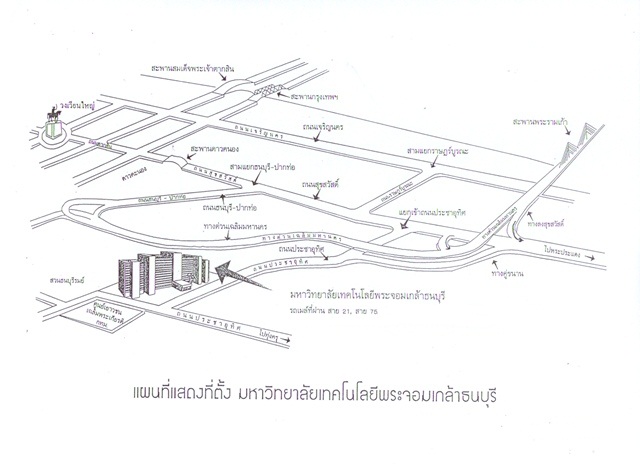 สะพานสมเด็จพระเจ้าตากสิน
วงเวียนใหญ่
สะพานกรุงเทพฯ
สะพานพระรามเก้า
ถนนเจริญนคร
ถนนเจริญนคร
สะพานดาวคนอง
สามแยกราษฎร์บูรณะ
ดาวคะนอง
ถนนสุขสวัสดิ์
สามแยกธนบุรี-ปากท่อ
ถนนสุขสวัสดิ์
ถนนธนบุรี - ปากท่อ
ถนนธนบุรี-ปากท่อ
แยกเข้าถนนประชาอุทิศ
ทางด่วนเฉลิมมหานคร
ทางด่วนเฉลิมมหานคร
ทางลงสุขสวัสดิ์
ถนนประชาอุทิศ
ไปพระประแดง
ถนนประชาอุทิศ
ทางคู่ขนาน
สวนธนบุรีรมย์
มหาวิทยาลัยเทคโนโลยีพระจอมเกล้าธนบุรี
รถเมล์ที่ผ่าน สาย 21, สาย 75
ศูนย์เยาวชน
เฉลิมพระเกียรติ
กทม.
ถนนประชาอุทิศ
ไปทุ่งครุ
แผนที่แสดงที่ตั้ง มหาวิทยาลัยเทคโนโลยีพระจอมเกล้าธนบุรี